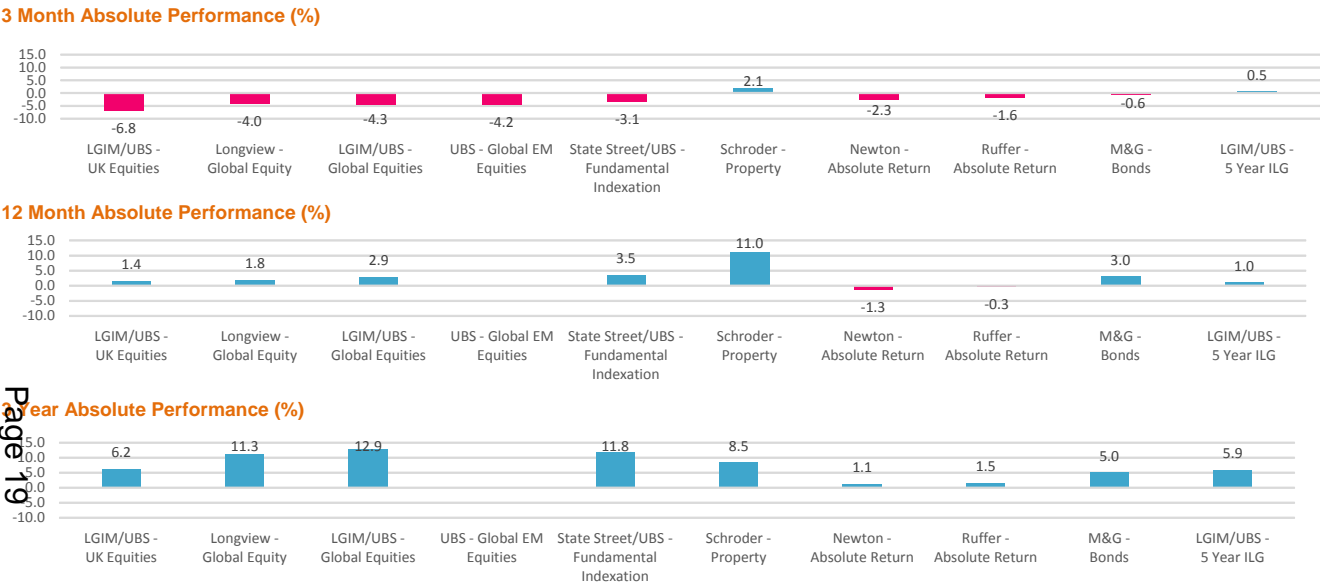 3 Month Absolute Performance (%)
15.0
10.0
5.0
0.0
-5.0
-10.0
-6.8
-4.0
-4.3
-4.2
-3.1
2.1
-2.3
-1.6
-0.6
0.5
LGIM/UBS -
UK Equities
Longview -
Global Equity
LGIM/UBS -
Global Equities
UBS - Global EM
Equities
State Street/UBS -
Fundamental
Indexation
Schroder -
Property
Newton -
Absolute Return
Ruffer -
Absolute Return
M&G -
Bonds
LGIM/UBS -
5 Year ILG
12 Month Absolute Performance (%)
15.0
10.0
5.0
0.0
-5.0
-10.0
1.4
1.8
2.9
3.5
11.0
-1.3
-0.3
3.0
1.0
LGIM/UBS -
UK Equities
Longview -
Global Equity
LGIM/UBS -
Global Equities
UBS - Global EM
Equities
State Street/UBS -
Fundamental
Indexation
Schroder -
Property
Newton -
Absolute Return
Ruffer -
Absolute Return
M&G -
Bonds
LGIM/UBS -
5 Year ILG
3 Year Absolute Performance (%)
15.0
10.0
5.0
0.0
-5.0
-10.0
6.2
11.3
12.9
11.8
8.5
1.1
1.5
5.0
5.9
LGIM/UBS -
UK Equities
Longview -
Global Equity
LGIM/UBS -
Global Equities
UBS - Global EM
Equities
State Street/UBS -
Fundamental
Indexation
Schroder -
Property
Newton -
Absolute Return
Ruffer -
Absolute Return
M&G -
Bonds
LGIM/UBS -
5 Year ILG
Page 19